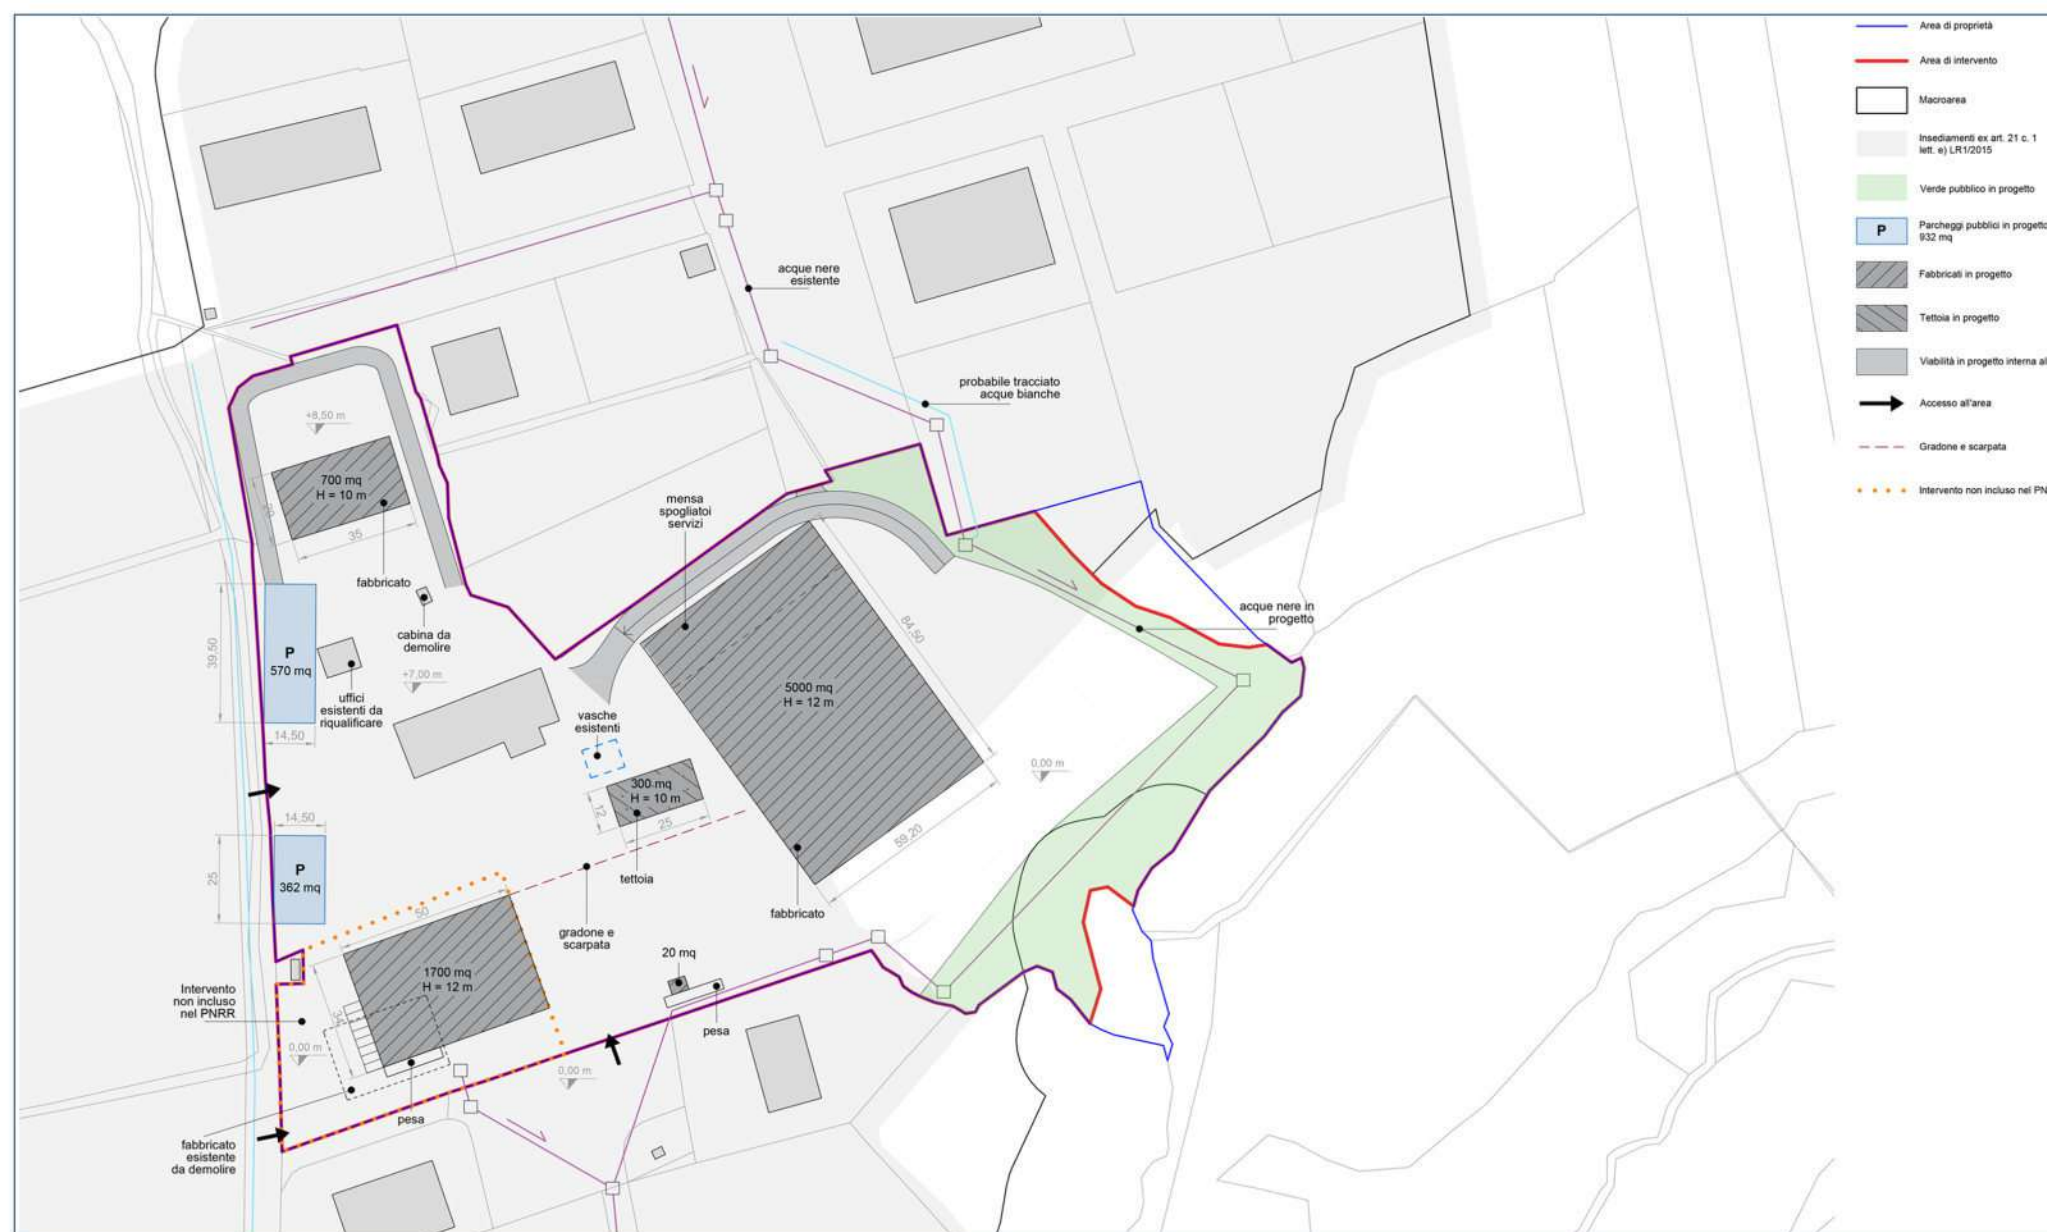 Area di proprietà
Area di intervento
Macroarea
Insediamenti ex art. 21 c. 1
lett. e) LR1/2015
Verde pubblico in progetto
P
Parcheggi pubblici in progetto
932 mq
Fabbricati in progetto
Tettoia in progetto
Viabilità in progetto interna al
Accesso all'area
Gradone e scarpata
Intervento non incluso nel PN
acque nere
esistente
probabile tracciato
acque bianche
+8,50 m
700 mq
H = 10 m
20
35
fabbricato
mensa
spogliatoi
servizi
cabina da
demolire
acque nere in
progetto
84,50
39,50
P
570 mq
14,50
uffici
esistenti da
riqualificare
+7,00 m
vasche
esistenti
5000 mq
H = 12 m
0,00 m
300 mq
H = 10 m
12
25
59,20
14,50
25
P
362 mq
tettoia
fabbricato
gradone e
scarpata
50
1700 mq
H = 12 m
34
20 mq
pesa
Intervento
non incluso
nel PNRR
0,00 m
0,00 m
pesa
fabbricato
esistente
da demolire